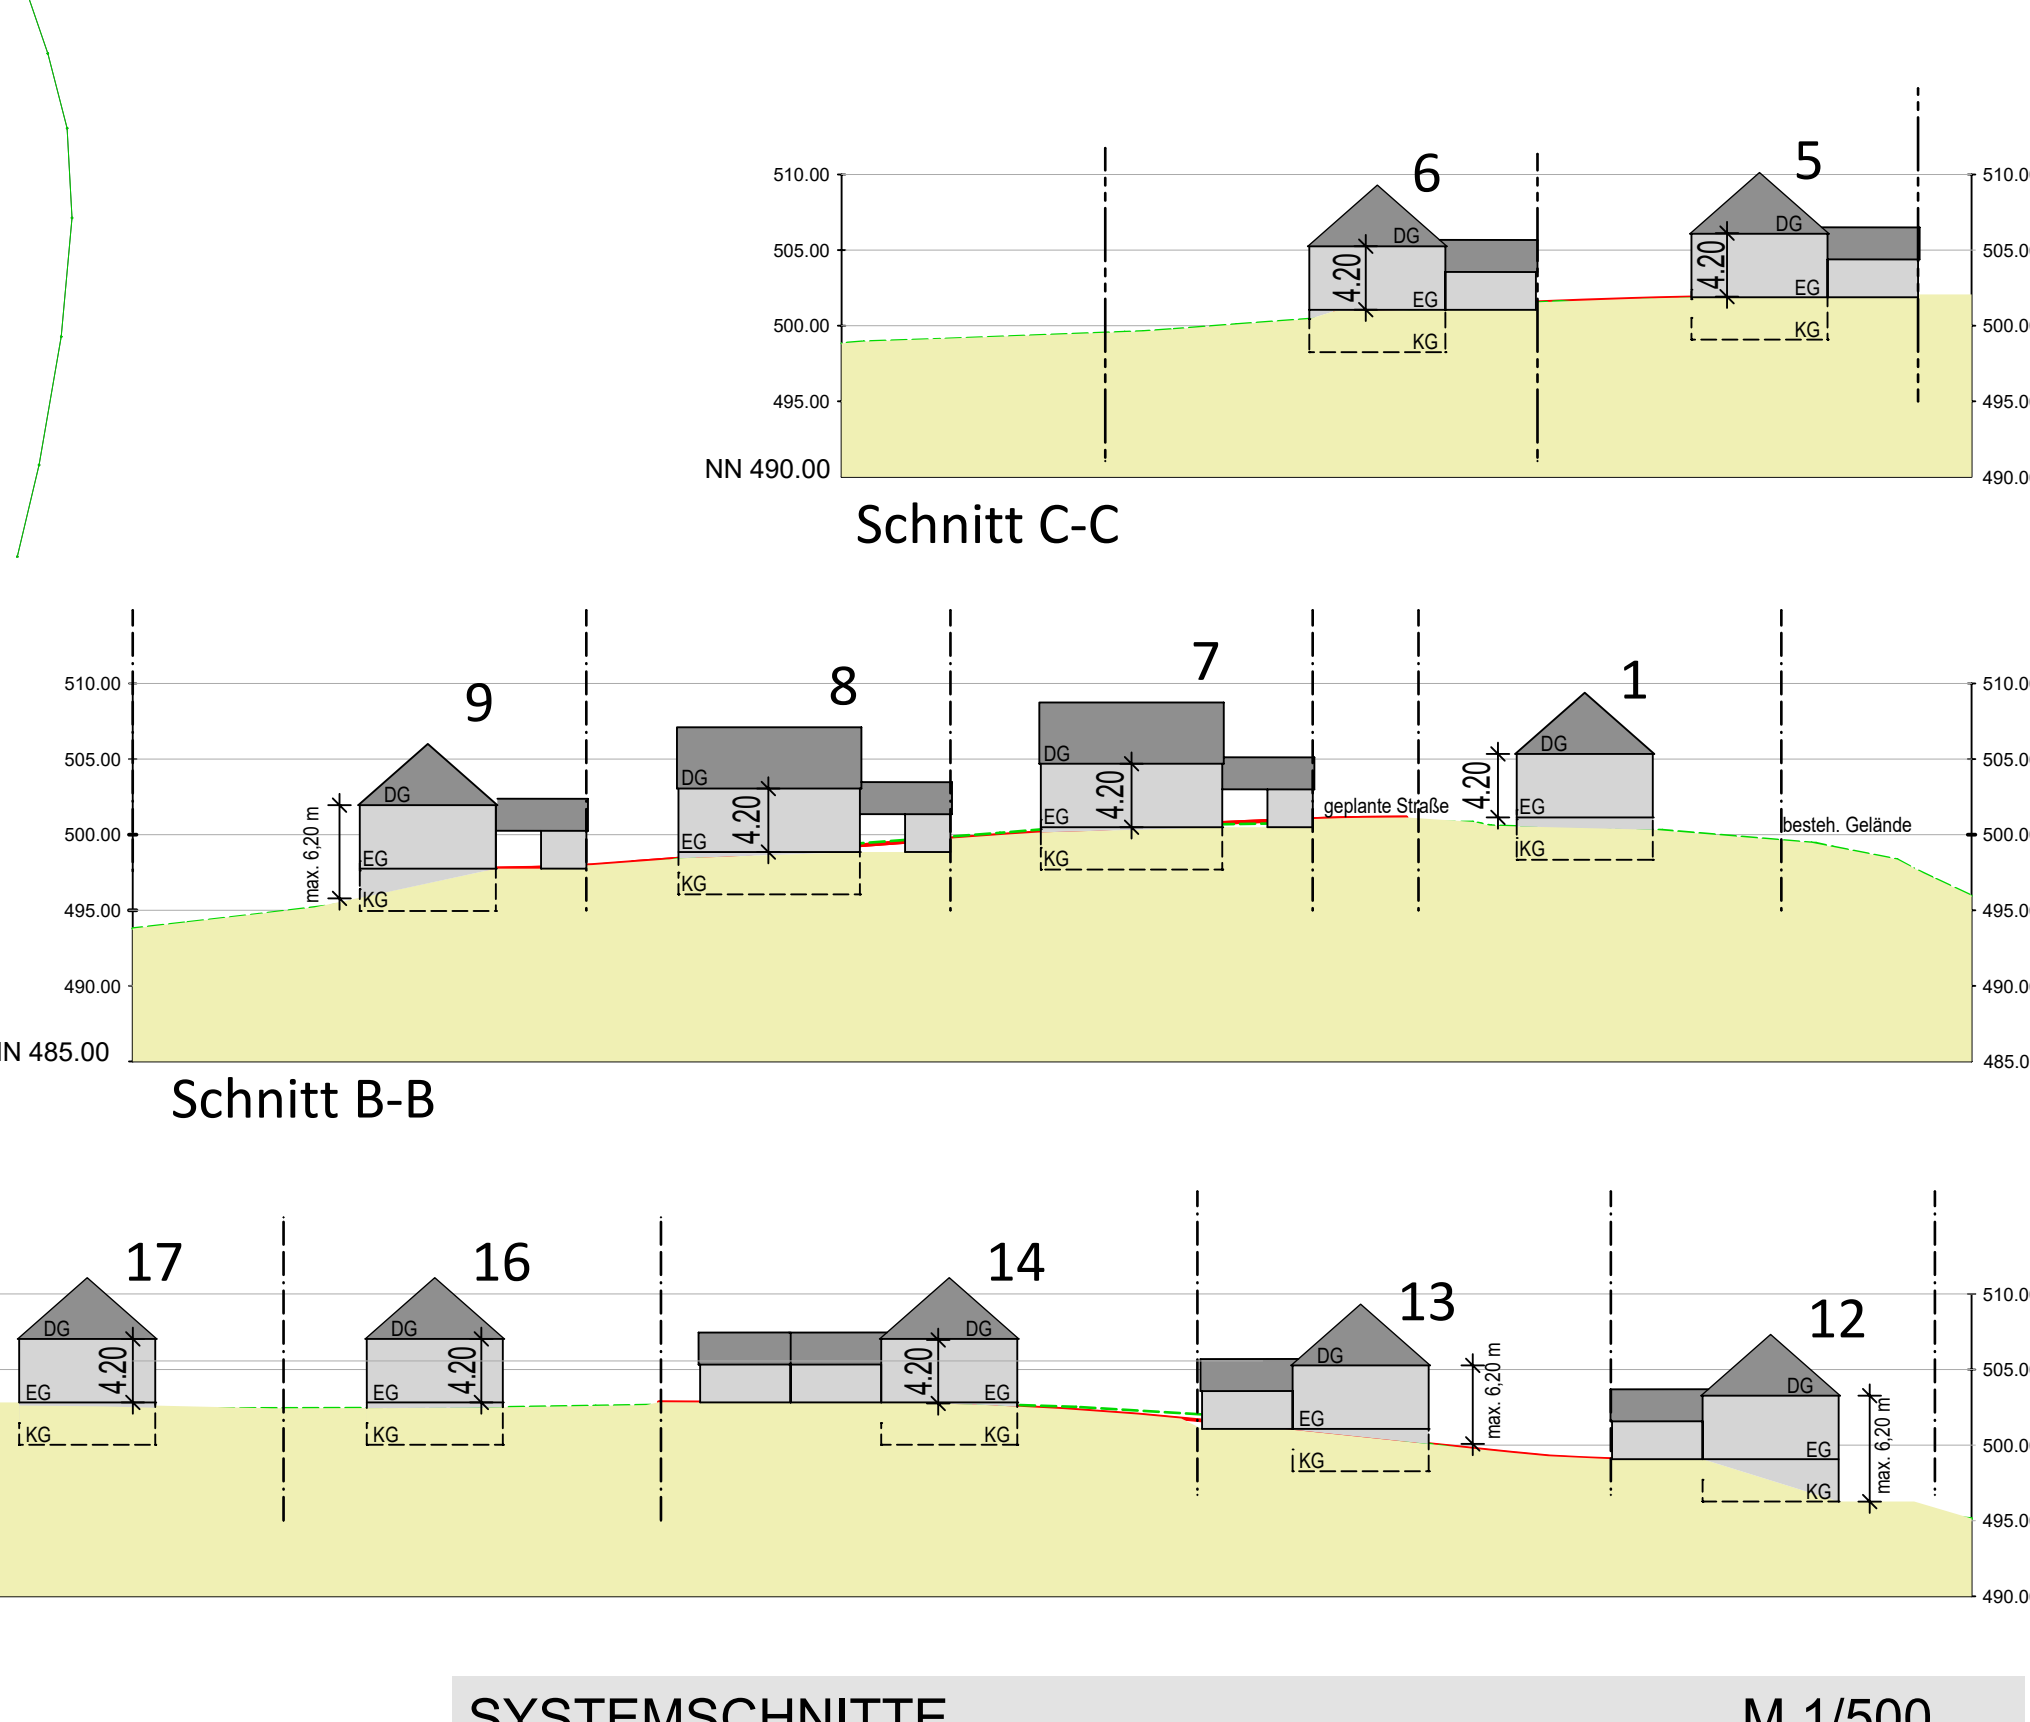 6
5
510.00
510.0
DG
DG
505.00
505.0
4.20
4.20
EG
EG
500.00
500.0
KG
KG
495.00
495.0
NN 490.00
490.0
Schnitt C-C
9
8
7
1
510.00
510.0
DG
DG
DG
DG
505.00
505.0
max. 6,20 m
4.20
4.20
4.20
geplante Straße
EG
EG
EG
EG
500.00
500.0
besteh. Gelände
KG
KG
KG
KG
495.00
495.0
490.00
490.0
NN 485.00
485.0
Schnitt B-B
17
16
14
13
12
510.0
DG
DG
DG
DG
DG
505.0
4.20
4.20
4.20
max. 6,20 m
max. 6,20 m
EG
EG
EG
EG
EG
500.0
KG
KG
KG
KG
KG
495.0
490.0
SYSTEMSCHNITTE M 1/500